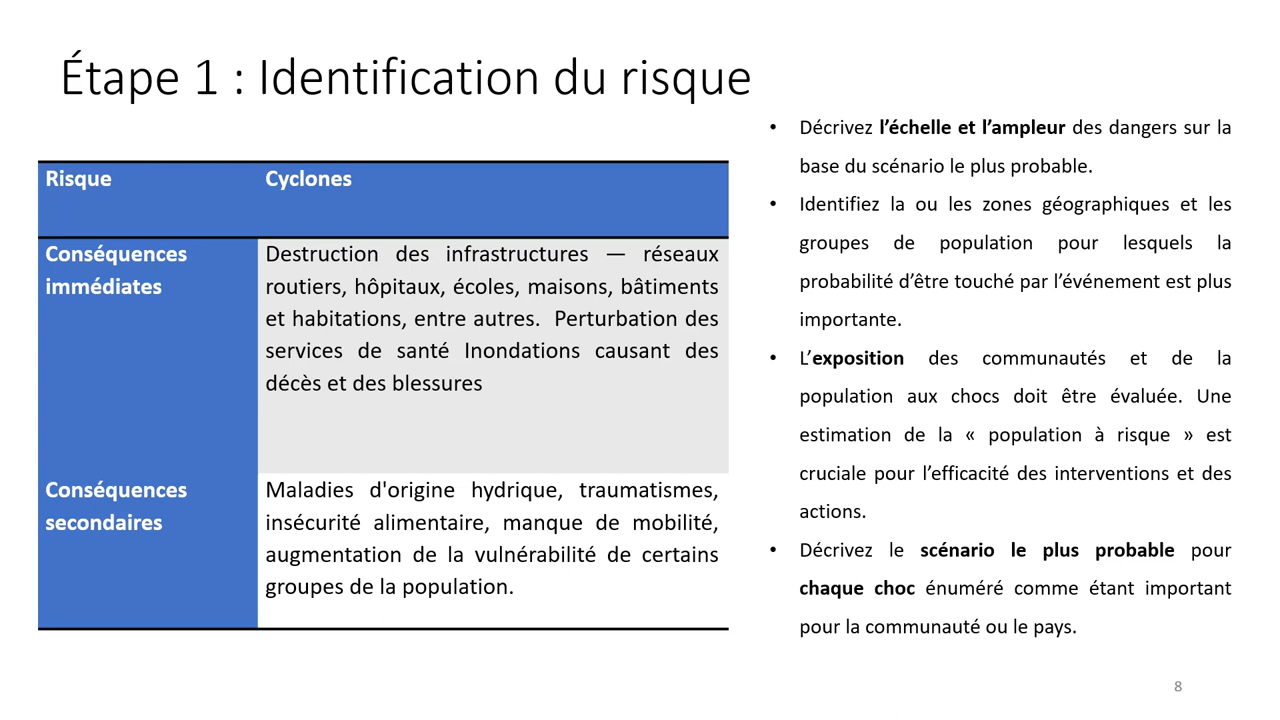 Étape 1 : Identification du risque
Risque
Cyclones
Conséquences
immédiates
Destruction des infrastructures — réseaux
routiers, hôpitaux, écoles, maisons, bâtiments
et habitations, entre autres.  Perturbation des
services de santé Inondations causant des
décès et des blessures
Conséquences
secondaires
Maladies d'origine hydrique, traumatismes,
insécurité alimentaire, manque de mobilité,
augmentation de la vulnérabilité de certains
groupes de la population.
• Décrivez l’échelle et l’ampleur des dangers sur la
base du scénario le plus probable.
• Identifiez la ou les zones géographiques et les
groupes de population pour lesquels la
probabilité d’être touché par l’événement est plus
importante.
• L’exposition des communautés et de la
population aux chocs doit être évaluée. Une
estimation de la « population à risque » est
cruciale pour l’efficacité des interventions et des
actions.
• Décrivez le scénario le plus probable pour
chaque choc énuméré comme étant important
pour la communauté ou le pays.
8